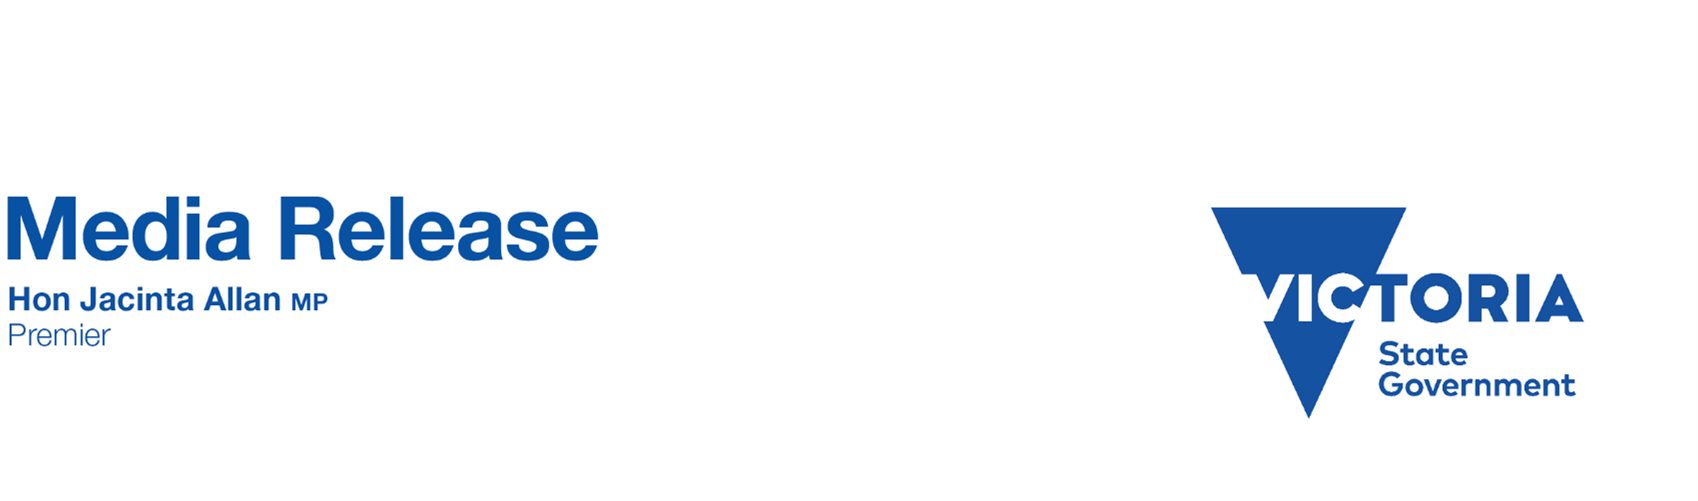 Media Release
Hon Jacinta Allan MP
Premier
VICTORIA
State
Government